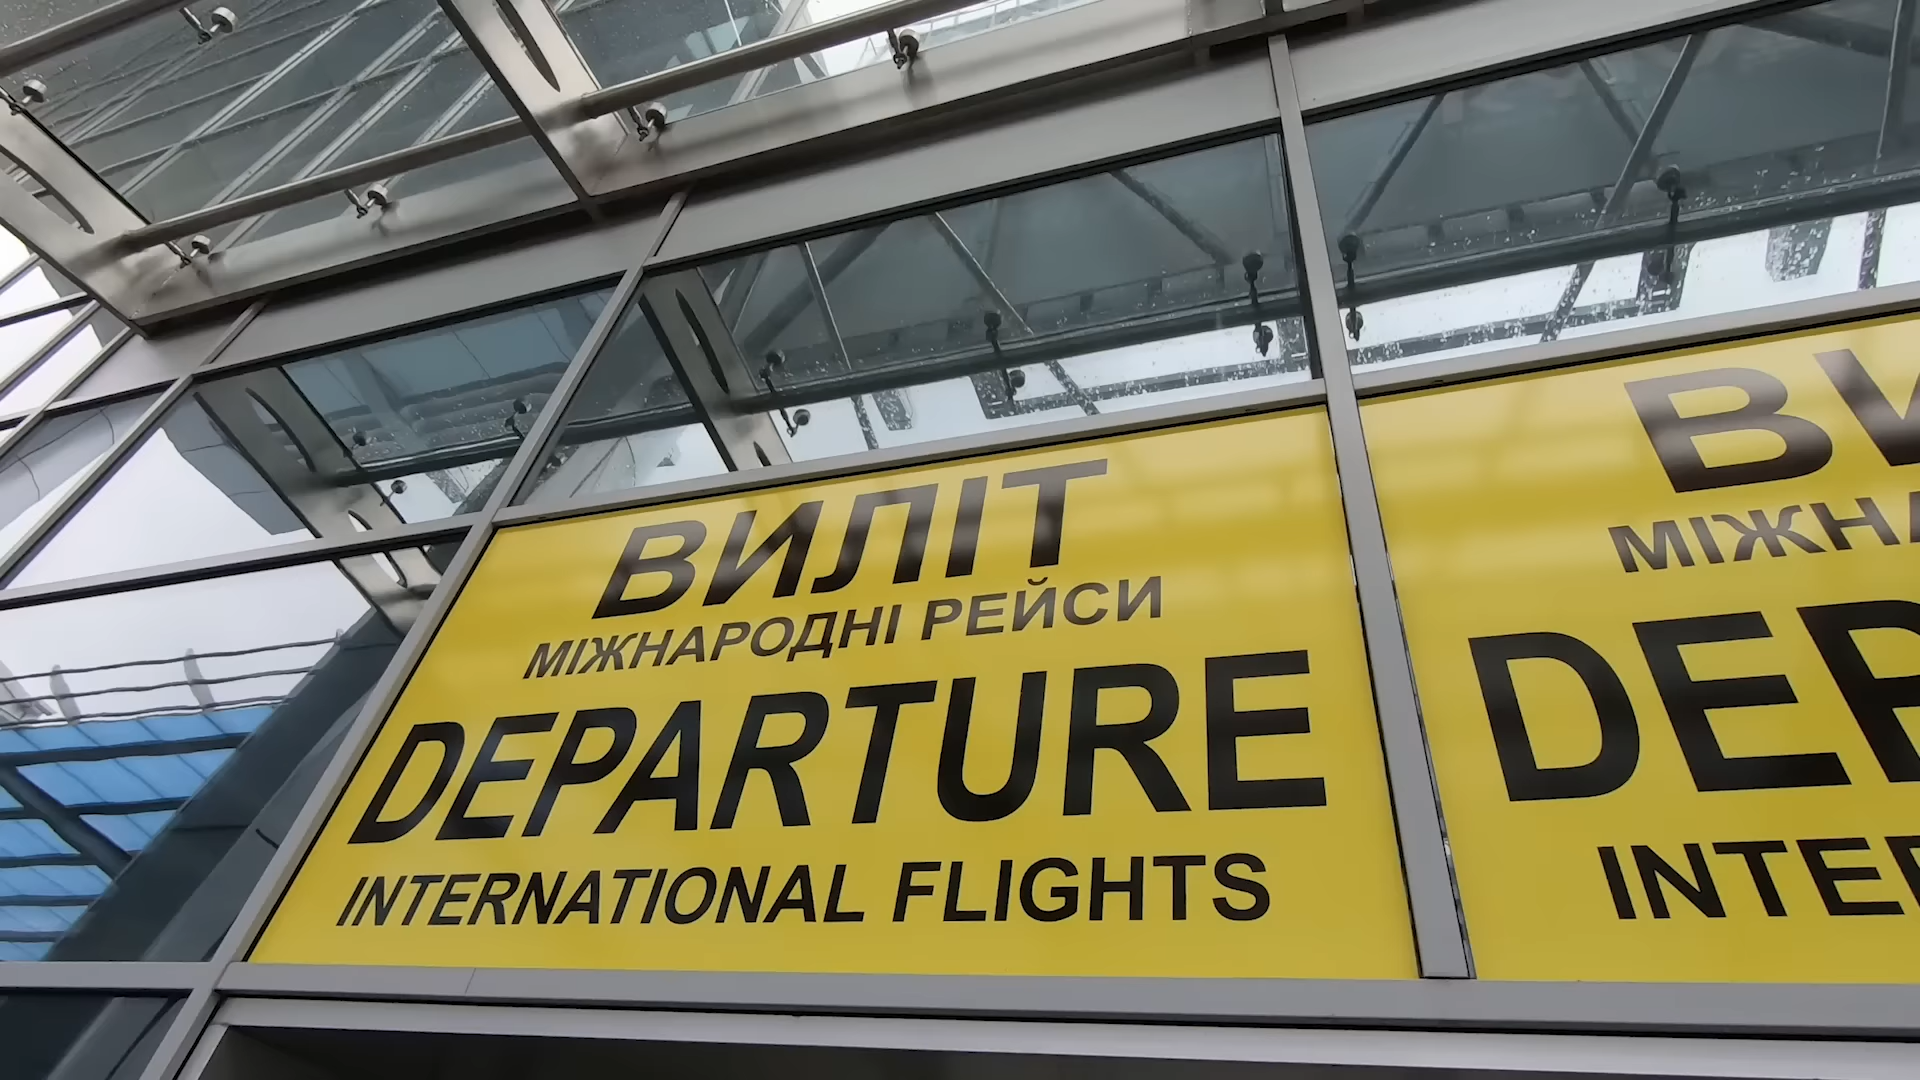 ВИЛІТ
МІЖНАРОДНІ РЕЙСИ
DEPARTURE
INTERNATIONAL FLIGHTS